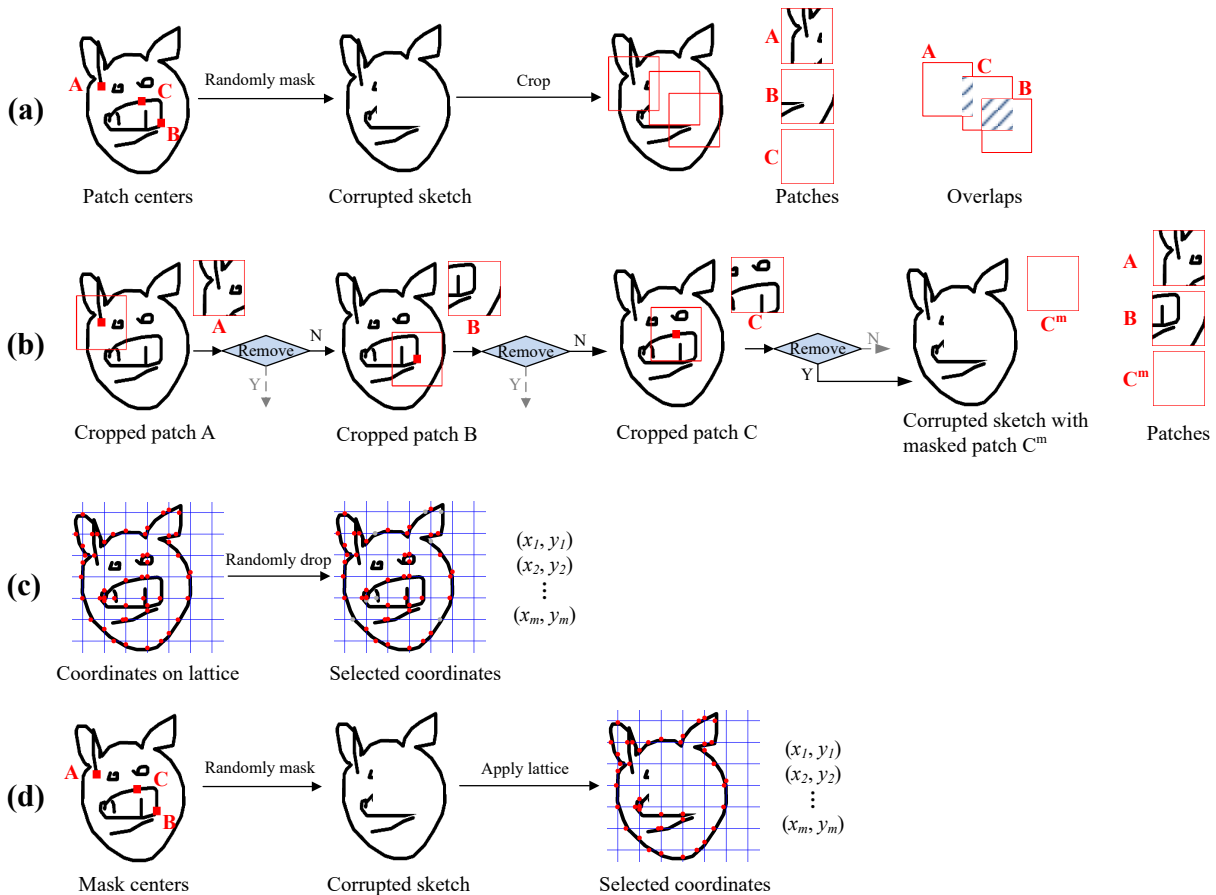 (a)
A
C
B
Randomly mask
Crop
A
B
C
A
C
B
Patch centers
Corrupted sketch
Patches
Overlaps
(b)
A
Remove
N
Y
B
Remove
N
Y
C
Remove
N
Y
Cᵐ
A
B
Cᵐ
Cropped patch A
Cropped patch B
Cropped patch C
Corrupted sketch with
masked patch Cᵐ
Patches
(c)
Randomly drop
(x₁, y₁)
(x₂, y₂)
⋮
(xₘ, yₘ)
Coordinates on lattice
Selected coordinates
(d)
A
C
B
Randomly mask
Apply lattice
(x₁, y₁)
(x₂, y₂)
⋮
(xₘ, yₘ)
Mask centers
Corrupted sketch
Selected coordinates